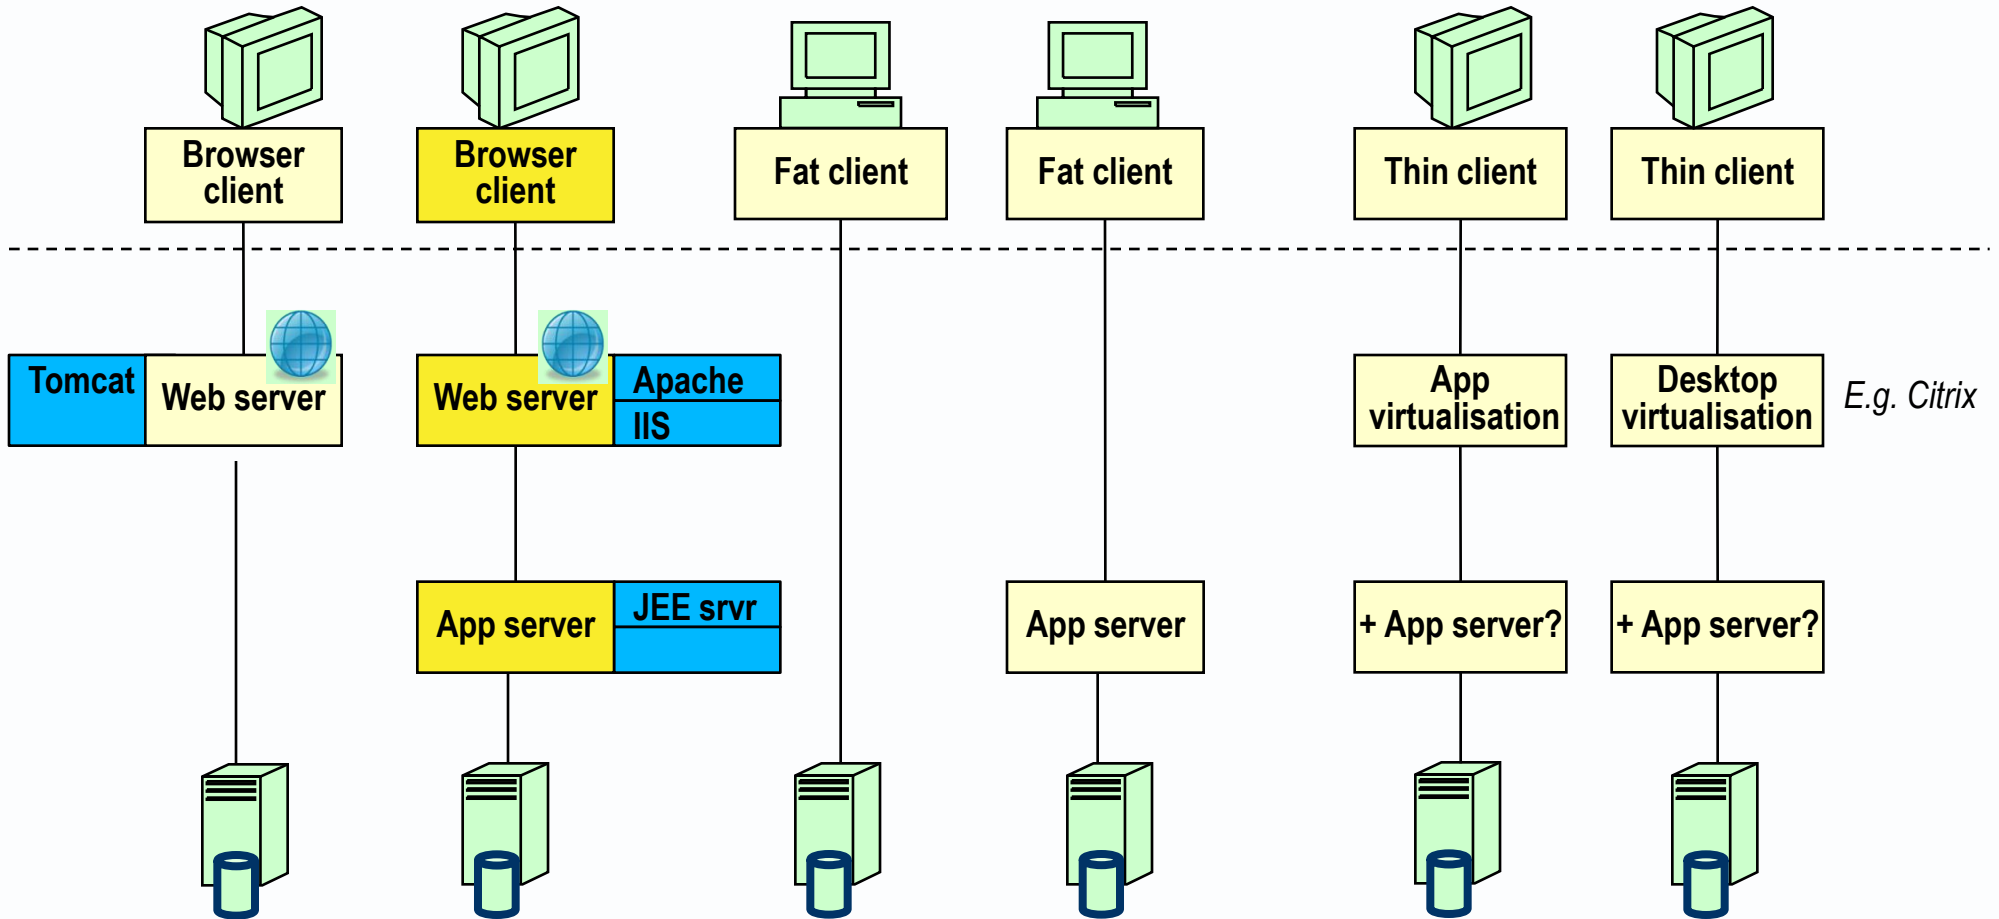 Browser
client
Browser
client
Fat client
Fat client
Thin client
Thin client
Tomcat
Web server
Web server
Apache
IIS
App
virtualisation
Desktop
virtualisation
E.g. Citrix
App server
JEE srvr
App server
+ App server?
+ App server?